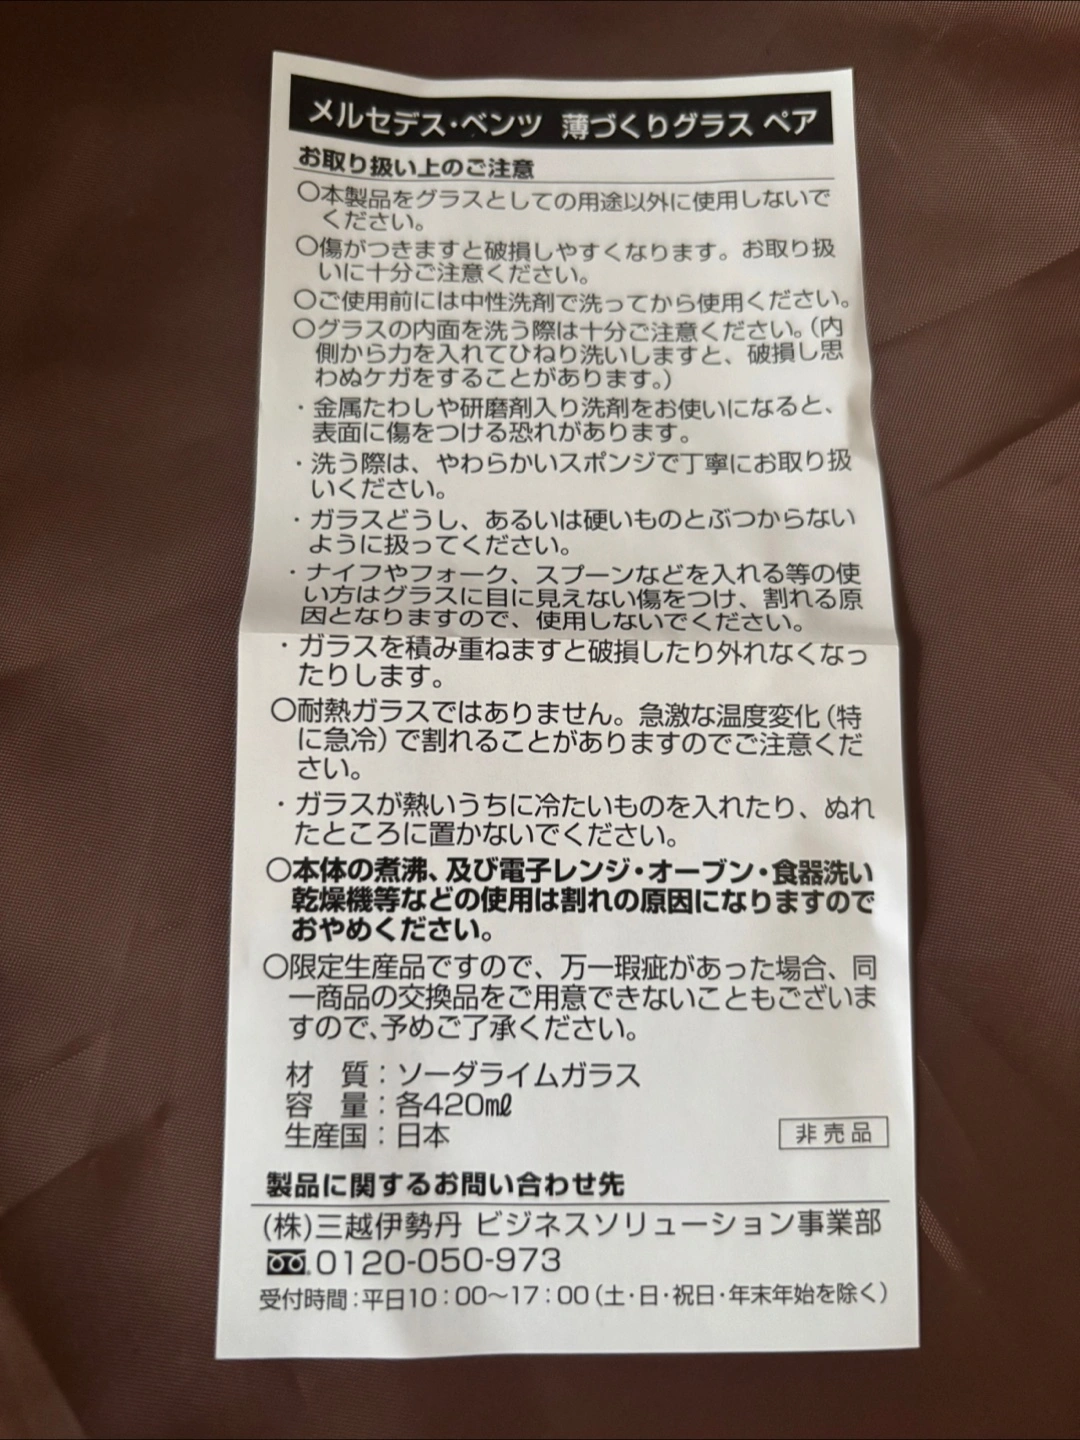 メルセデス・ベンツ 薄づくりグラス ペア
お取り扱い上のご注意
○本製品をグラスとしての用途以外に使用しないで
ください。
○傷がつきますと破損しやすくなります。お取り扱
いに十分ご注意ください。
○ご使用前には中性洗剤で洗ってから使用ください。
○グラスの内面を洗う際は十分ご注意ください。(内
側から力を入れてひねり洗いしますと、破損し思
わぬケガをすることがあります。)
・金属たわしや研磨剤入り洗剤をお使いになると、
表面に傷をつける恐れがあります。
・洗う際は、やわらかいスポンジで丁寧にお取り扱
いください。
・ガラスどうし、あるいは硬いものとぶつからない
ように扱ってください。
・ナイフやフォーク、スプーンなどを入れる等の使
い方はグラスに目に見えない傷をつけ、割れる原
因となりますので、使用しないでください。
・ガラスを積み重ねますと破損したり外れなくなっ
たりします。
○耐熱ガラスではありません。急激な温度変化(特
に急冷)で割れることがありますのでご注意くだ
さい。
・ガラスが熱いうちに冷たいものを入れたり、ぬれ
たところに置かないでください。
○本体の煮沸、及び電子レンジ・オーブン・食器洗い
乾燥機等などの使用は割れの原因になりますので
おやめください。
○限定生産品ですので、万一瑕疵があった場合、同
一商品の交換品をご用意できないこともございま
すので、予めご了承ください。
材 質：ソーダライムガラス
容 量：各420mℓ
生産国：日本
非売品
製品に関するお問い合わせ先
(株)三越伊勢丹 ビジネスソリューション事業部
0120-050-973
受付時間：平日10：00〜17：00(土・日・祝日・年末年始を除く)